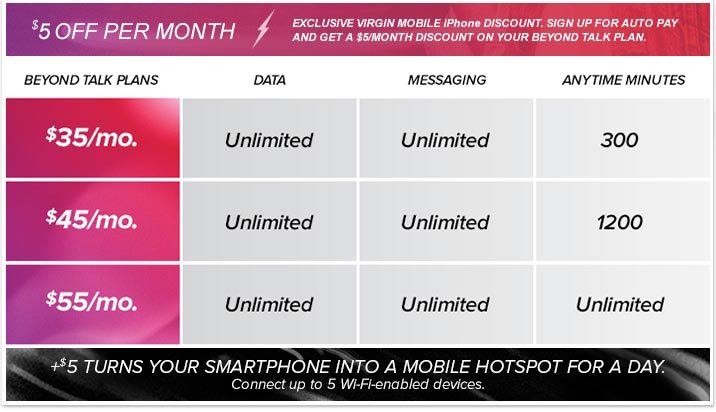 $5 OFF PER MONTH
EXCLUSIVE VIRGIN MOBILE iPhone DISCOUNT. SIGN UP FOR AUTO PAY
AND GET A $5/MONTH DISCOUNT ON YOUR BEYOND TALK PLAN.
BEYOND TALK PLANS DATA MESSAGING ANYTIME MINUTES
$35/mo. Unlimited Unlimited 300
$45/mo. Unlimited Unlimited 1200
$55/mo. Unlimited Unlimited Unlimited
+$5 TURNS YOUR SMARTPHONE INTO A MOBILE HOTSPOT FOR A DAY.
Connect up to 5 Wi-Fi-enabled devices.